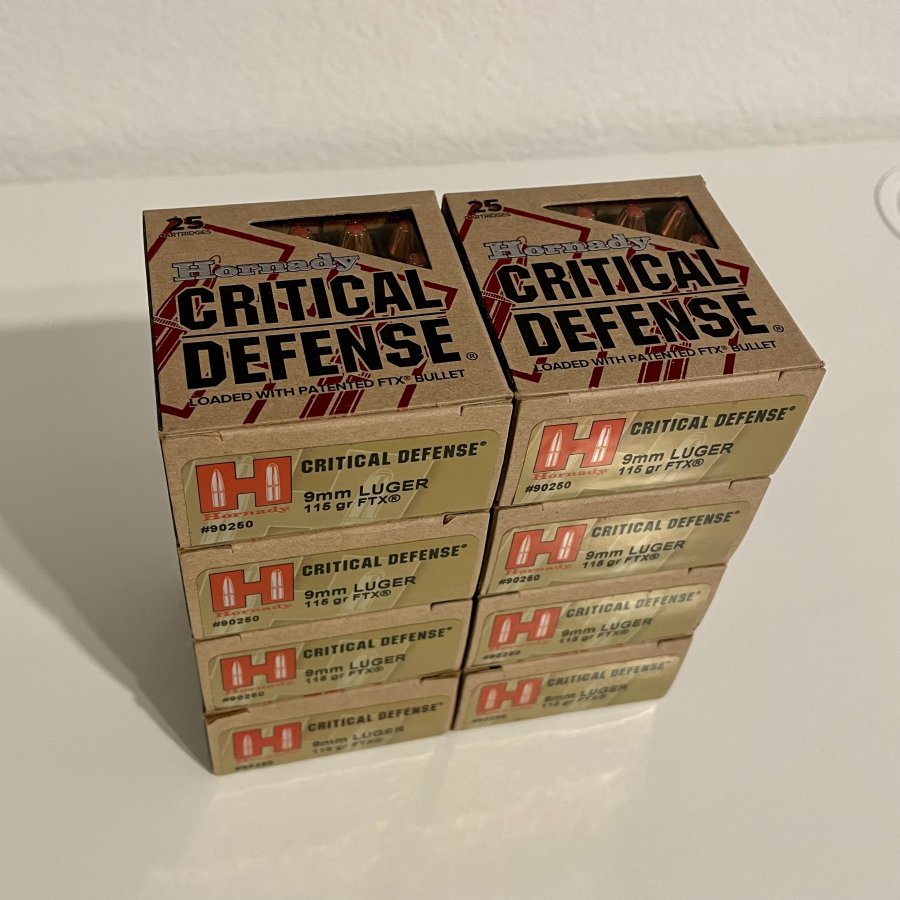 25
CARTRIDGES
Hornady
CRITICAL
DEFENSE®
LOADED WITH PATENTED FTX® BULLET
25
CARTRIDGES
Hornady
CRITICAL
DEFENSE®
LOADED WITH PATENTED FTX® BULLET
H
Hornady
#90250
CRITICAL DEFENSE®
9mm LUGER
115 gr FTX®
H
Hornady
#90250
CRITICAL DEFENSE®
9mm LUGER
115 gr FTX®
H
Hornady
#90250
CRITICAL DEFENSE®
9mm LUGER
115 gr FTX®
H
Hornady
#90250
CRITICAL DEFENSE®
9mm LUGER
115 gr FTX®
H
Hornady
#90250
CRITICAL DEFENSE®
9mm LUGER
115 gr FTX®
H
Hornady
#90250
CRITICAL DEFENSE®
9mm LUGER
115 gr FTX®
H
#90250
CRITICAL DEFENSE®
9mm LUGER
115 gr FTX®
H
#90250
CRITICAL DEFENSE®
9mm LUGER
115 gr FTX®